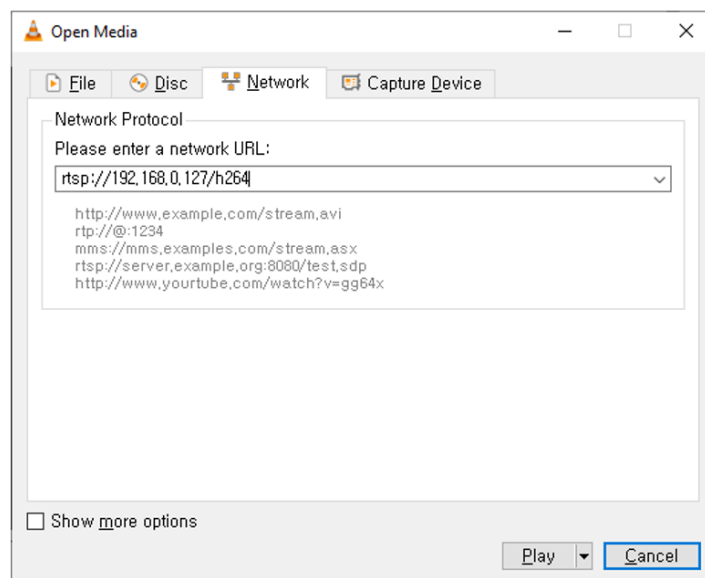 Open Media
File
Disc
Network
Capture Device
Network Protocol
Please enter a network URL:
rtsp://192.168.0.127/h264
http://www.example.com/stream.avi
rtp://@:1234
mms://mms.examples.com/stream.asx
rtsp://server.example.org:8080/test.sdp
http://www.yourtube.com/watch?v=gg64x
Show more options
Play
Cancel